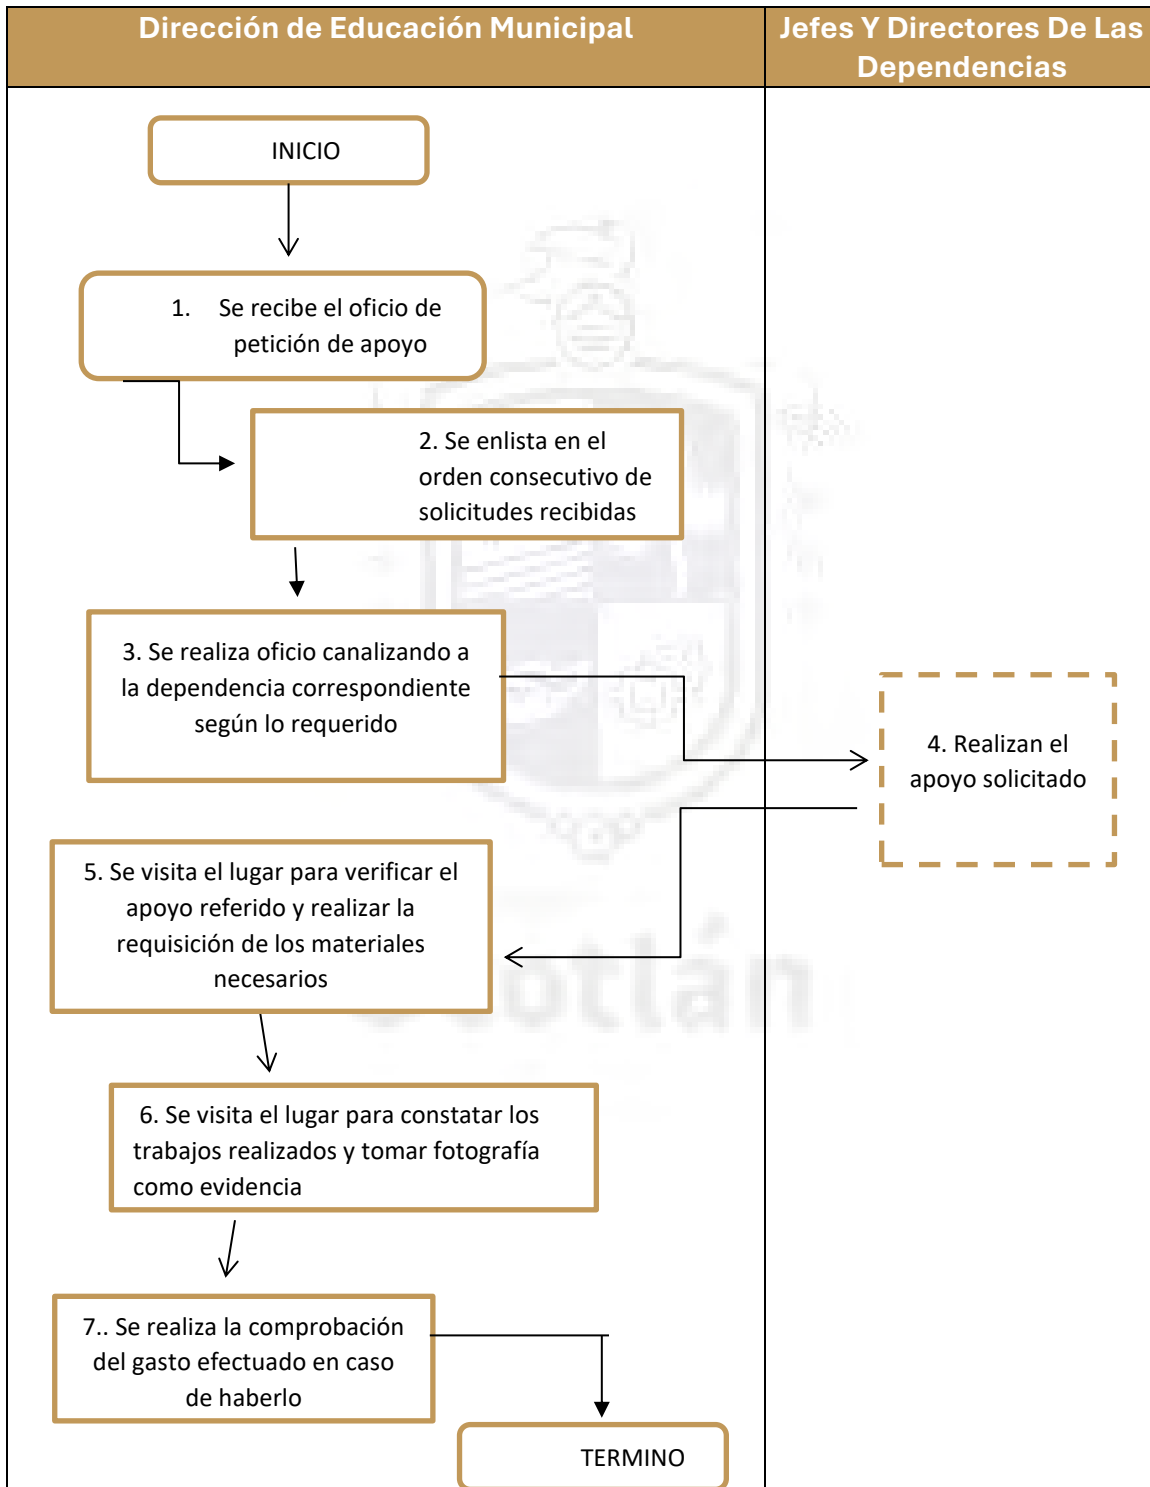 Dirección de Educación Municipal
Jefes Y Directores De Las
Dependencias
INICIO
1. Se recibe el oficio de
petición de apoyo
2. Se enlista en el
orden consecutivo de
solicitudes recibidas
3. Se realiza oficio canalizando a
la dependencia correspondiente
según lo requerido
4. Realizan el
apoyo solicitado
5. Se visita el lugar para verificar el
apoyo referido y realizar la
requisición de los materiales
necesarios
6. Se visita el lugar para constatar los
trabajos realizados y tomar fotografía
como evidencia
7.. Se realiza la comprobación
del gasto efectuado en caso
de haberlo
TERMINO